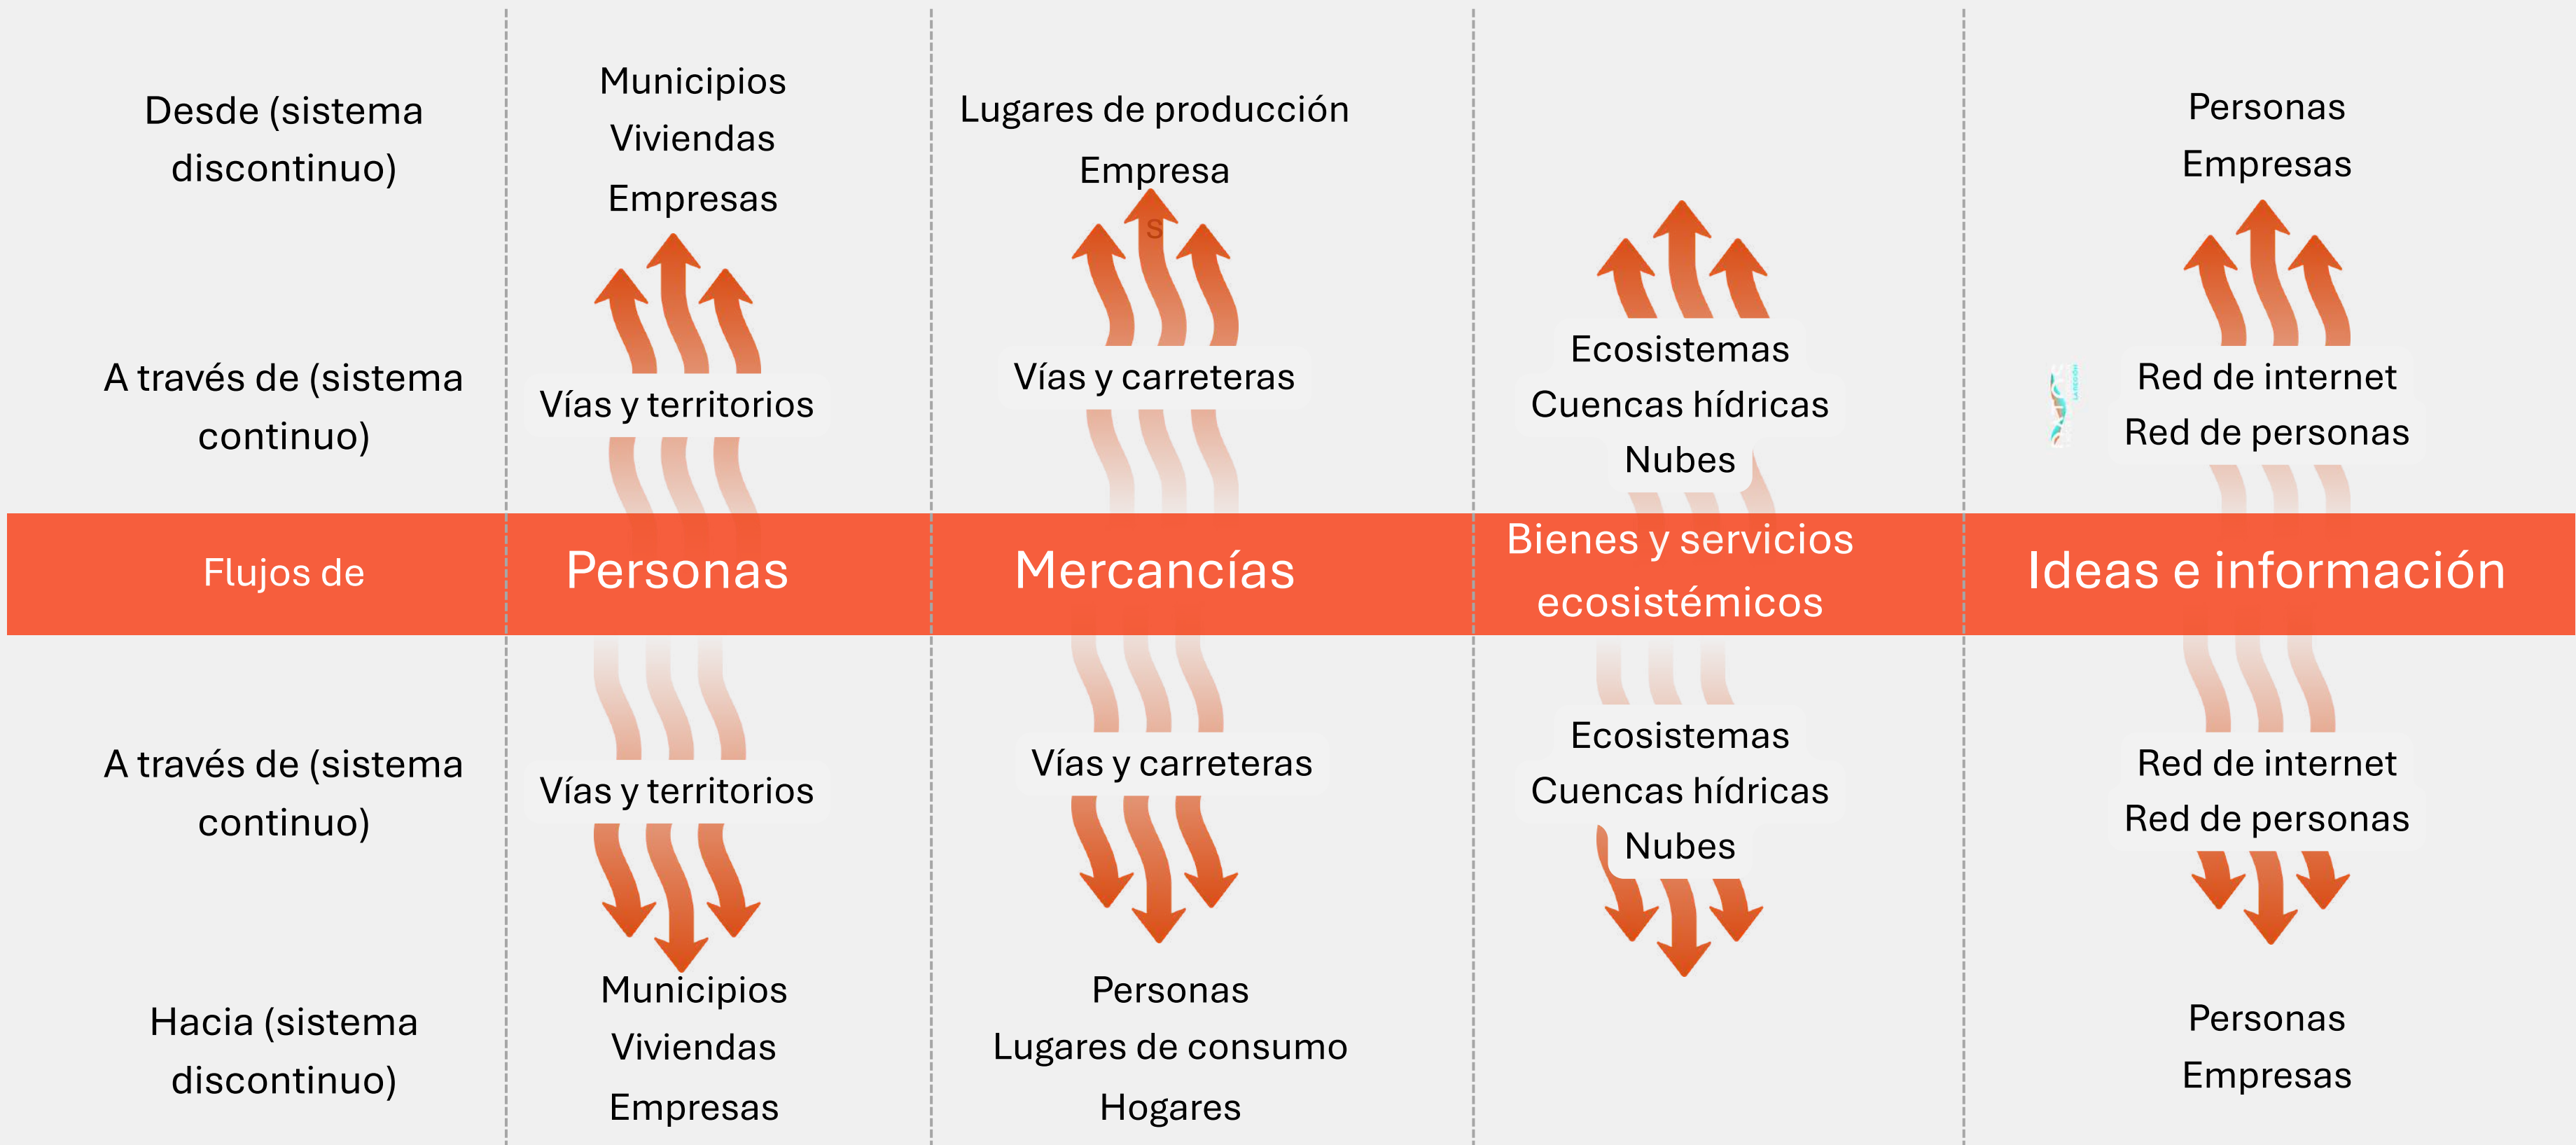 Desde (sistema
discontinuo)
Municipios
Viviendas
Empresas
Lugares de producción
Empresa
s
Personas
Empresas
A través de (sistema
continuo)
Vías y territorios
Vías y carreteras
Ecosistemas
Cuencas hídricas
Nubes
Red de internet
Red de personas
Flujos de
Personas
Mercancías
Bienes y servicios
ecosistémicos
Ideas e información
A través de (sistema
continuo)
Vías y territorios
Vías y carreteras
Ecosistemas
Cuencas hídricas
Nubes
Red de internet
Red de personas
Hacia (sistema
discontinuo)
Municipios
Viviendas
Empresas
Personas
Lugares de consumo
Hogares
Personas
Empresas